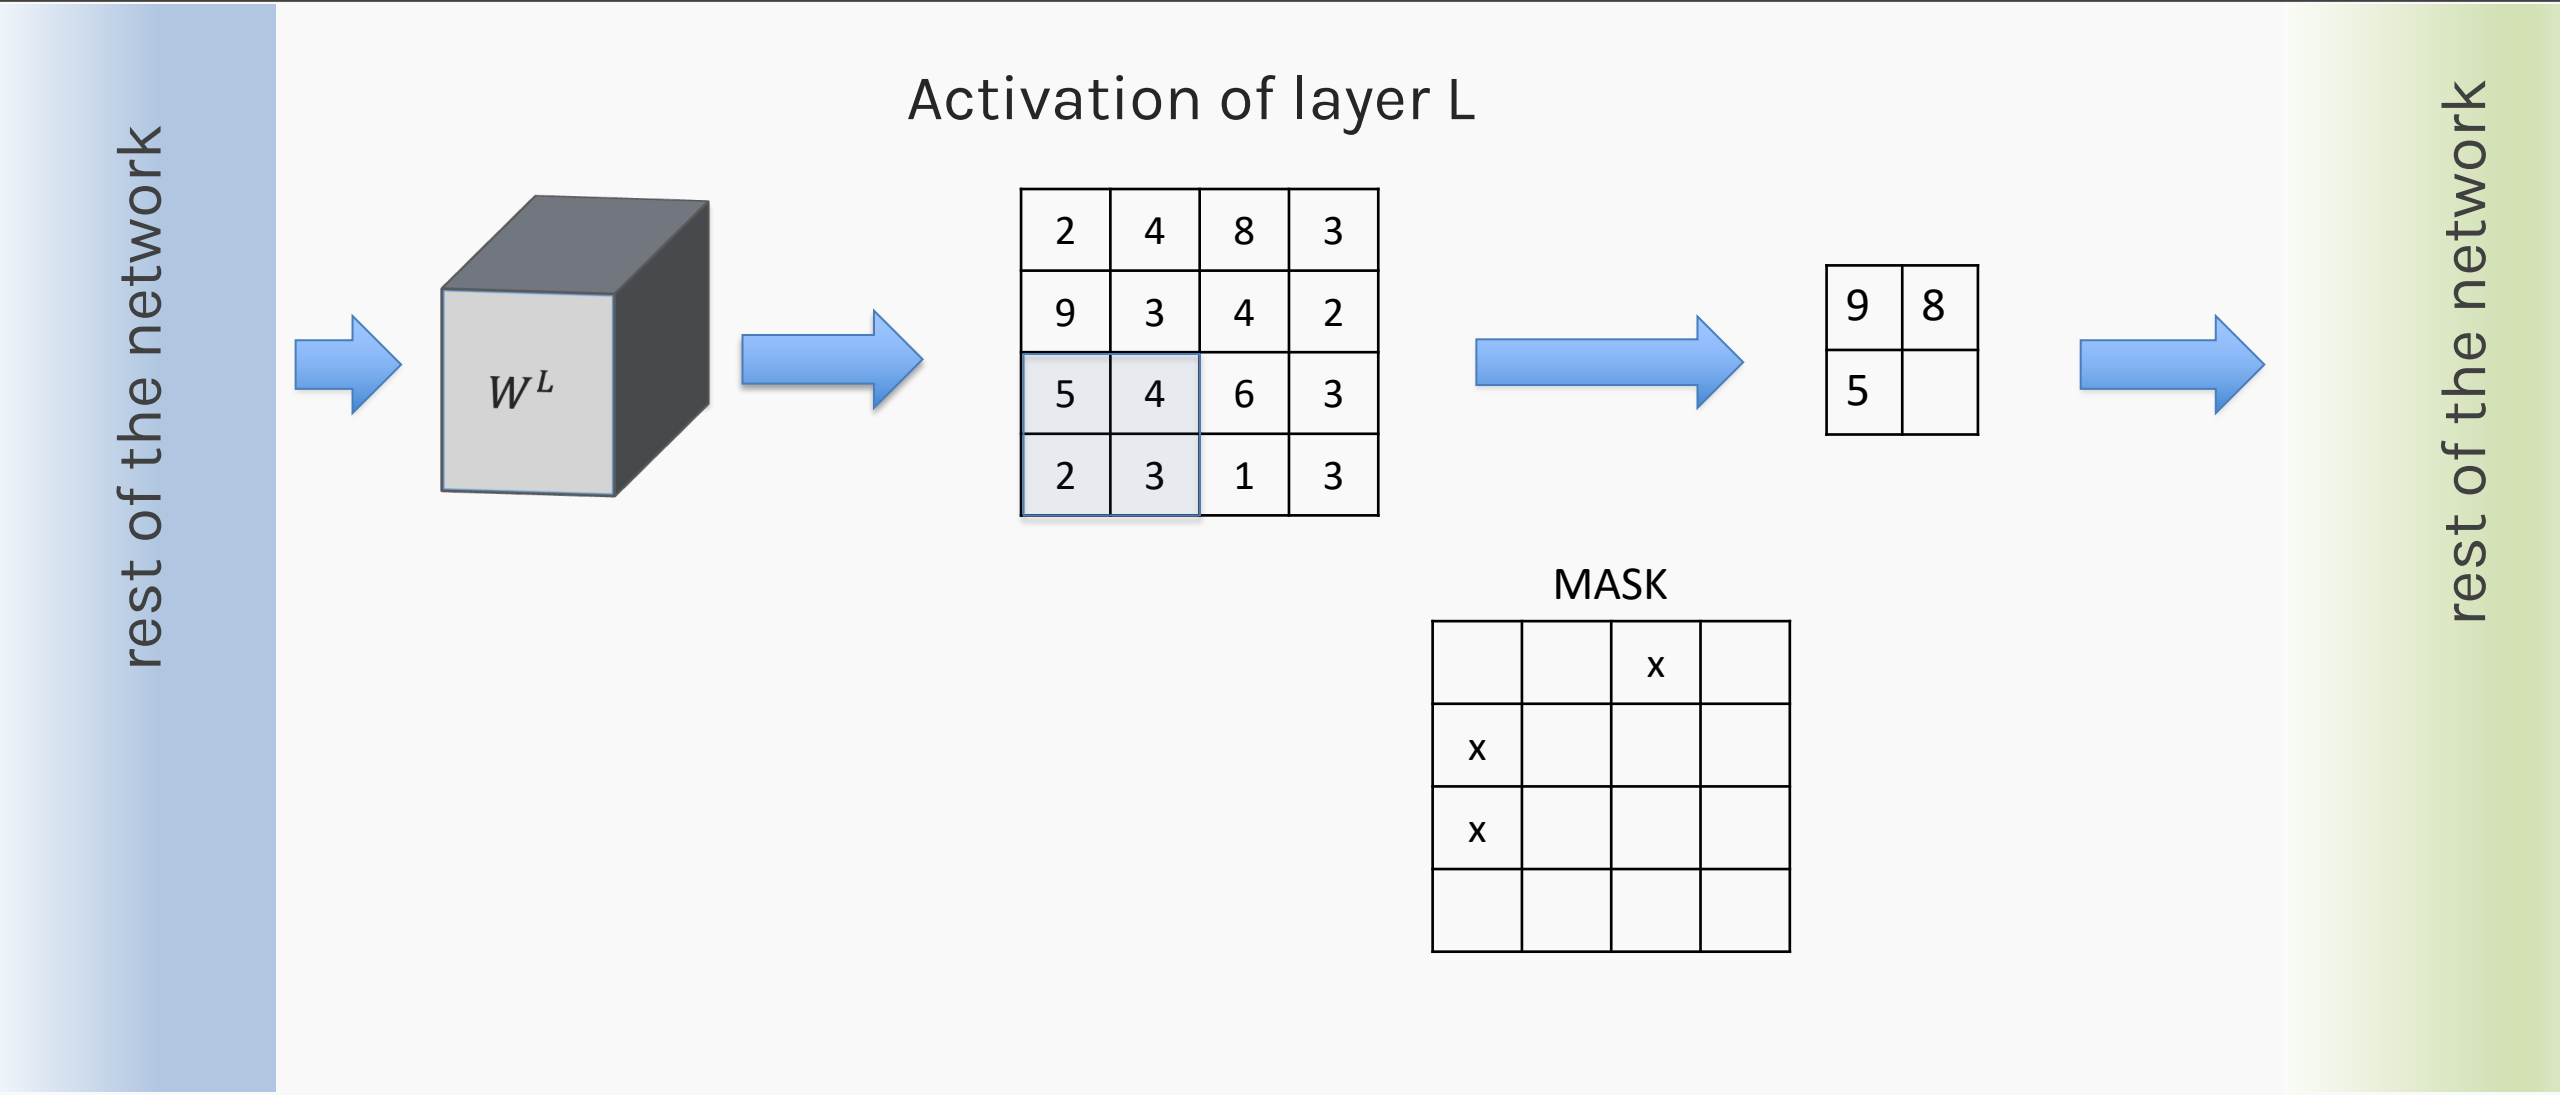 rest of the network
Activation of layer L
W^L
2 4 8 3
9 3 4 2
5 4 6 3
2 3 1 3
9 8
5
MASK
x
x
x
rest of the network